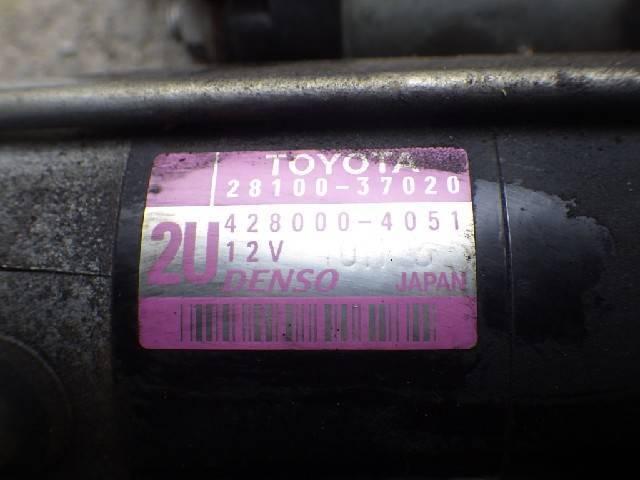 TOYOTA
28100-37020
2U 428000-4051
12V
DENSO JAPAN